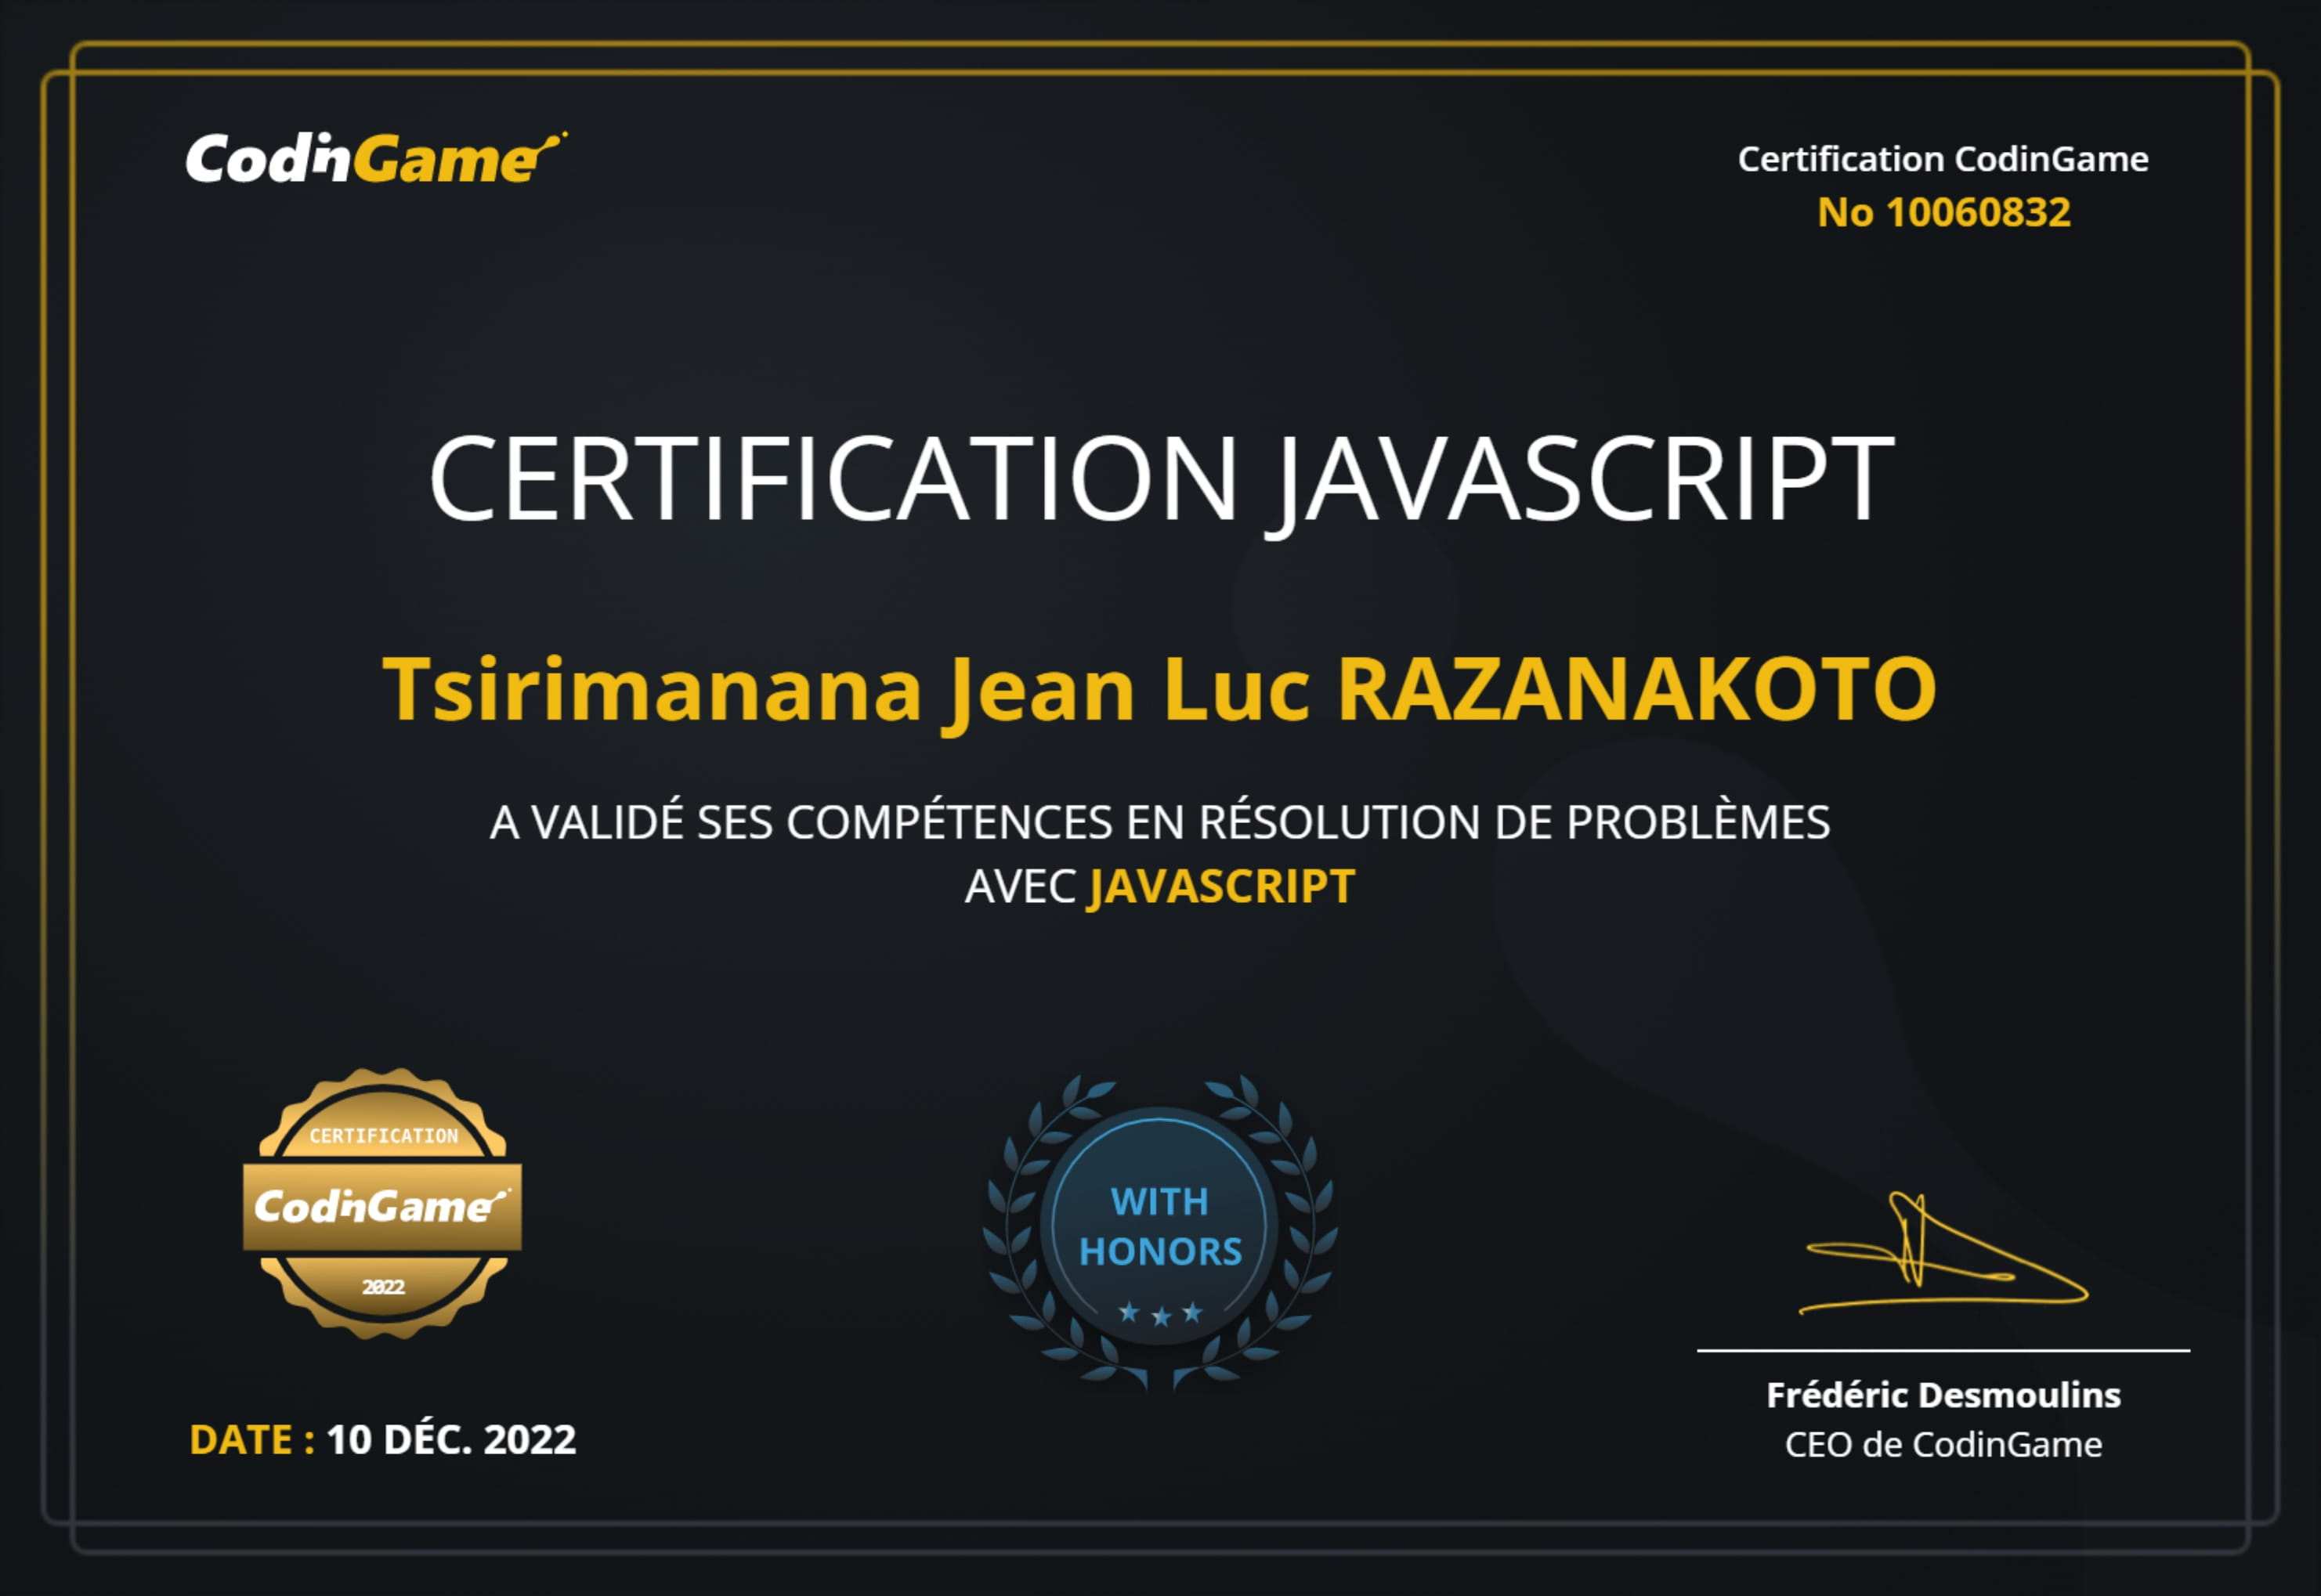 CodinGame
Certification CodinGame
No 10060832
CERTIFICATION JAVASCRIPT
Tsirimanana Jean Luc RAZANAKOTO
A VALIDÉ SES COMPÉTENCES EN RÉSOLUTION DE PROBLÈMES
AVEC JAVASCRIPT
CERTIFICATION
CodinGame
2022
WITH
HONORS
DATE : 10 DÉC. 2022
Frédéric Desmoulins
CEO de CodinGame